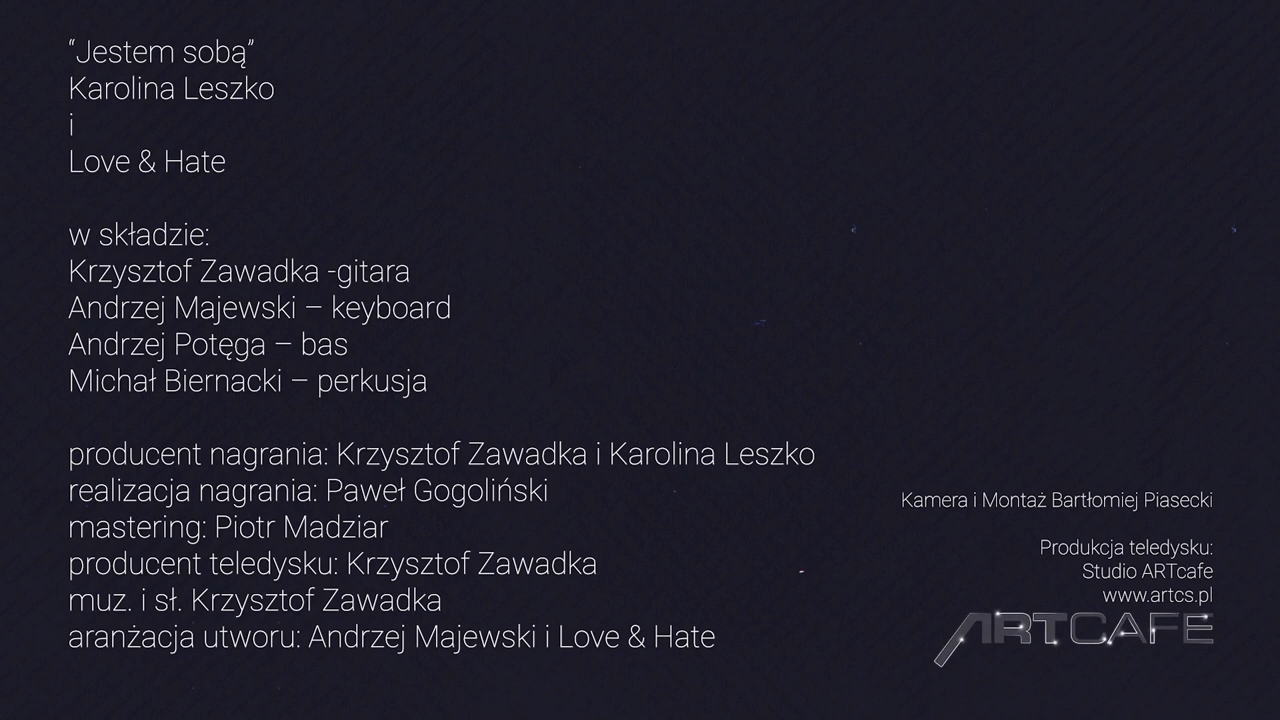 “Jestem sobą”
Karolina Leszko
i
Love & Hate
w składzie:
Krzysztof Zawadka -gitara
Andrzej Majewski – keyboard
Andrzej Potęga – bas
Michał Biernacki – perkusja
producent nagrania: Krzysztof Zawadka i Karolina Leszko
realizacja nagrania: Paweł Gogoliński
mastering: Piotr Madziar
producent teledysku: Krzysztof Zawadka
muz. i sł. Krzysztof Zawadka
aranżacja utworu: Andrzej Majewski i Love & Hate
Kamera i Montaż Bartłomiej Piasecki
Produkcja teledysku:
Studio ARTcafe
www.artcs.pl
ARTCAFE